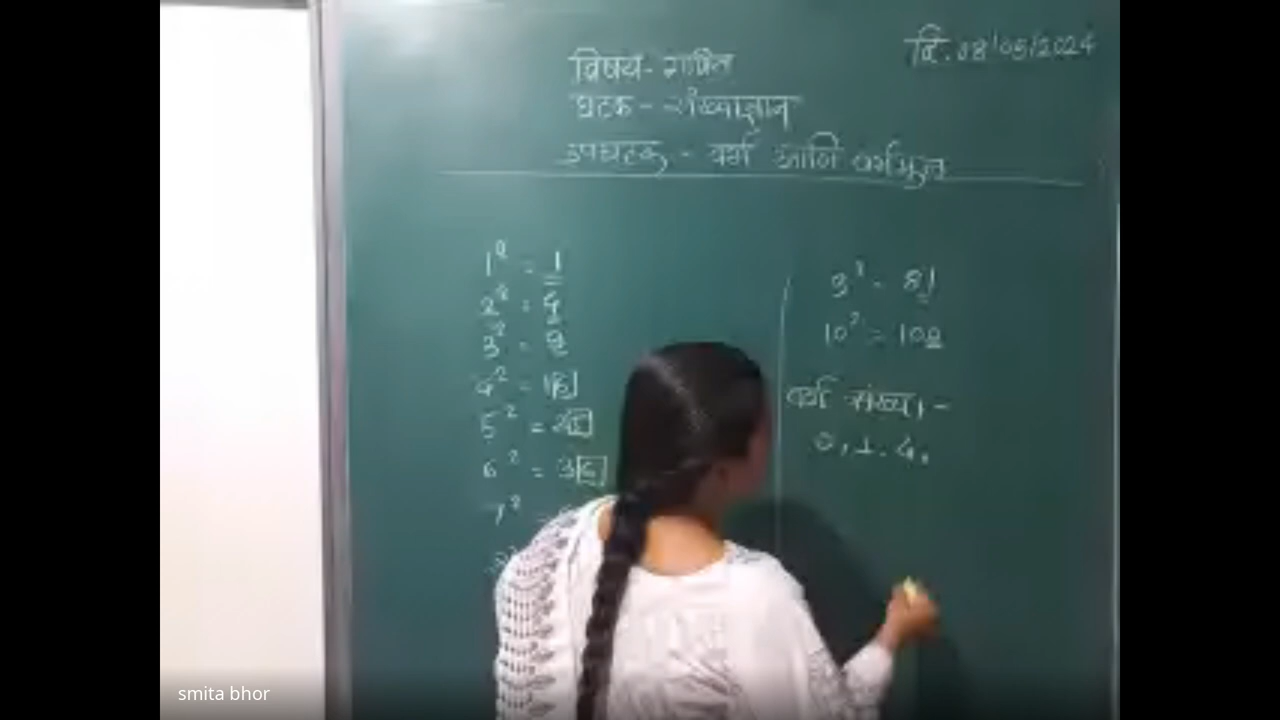 दि. 08/05/2024
विषय - गणित
घटक - संख्याज्ञान
उपघटक - वर्ग आणि वर्गमूळ
1² = 1
2² = 4
3² = 9
4² = 16
5² = 25
6² = 36
7²
9² = 81
10² = 100
वर्ग संख्या -
0, 1, 4,
smita bhor